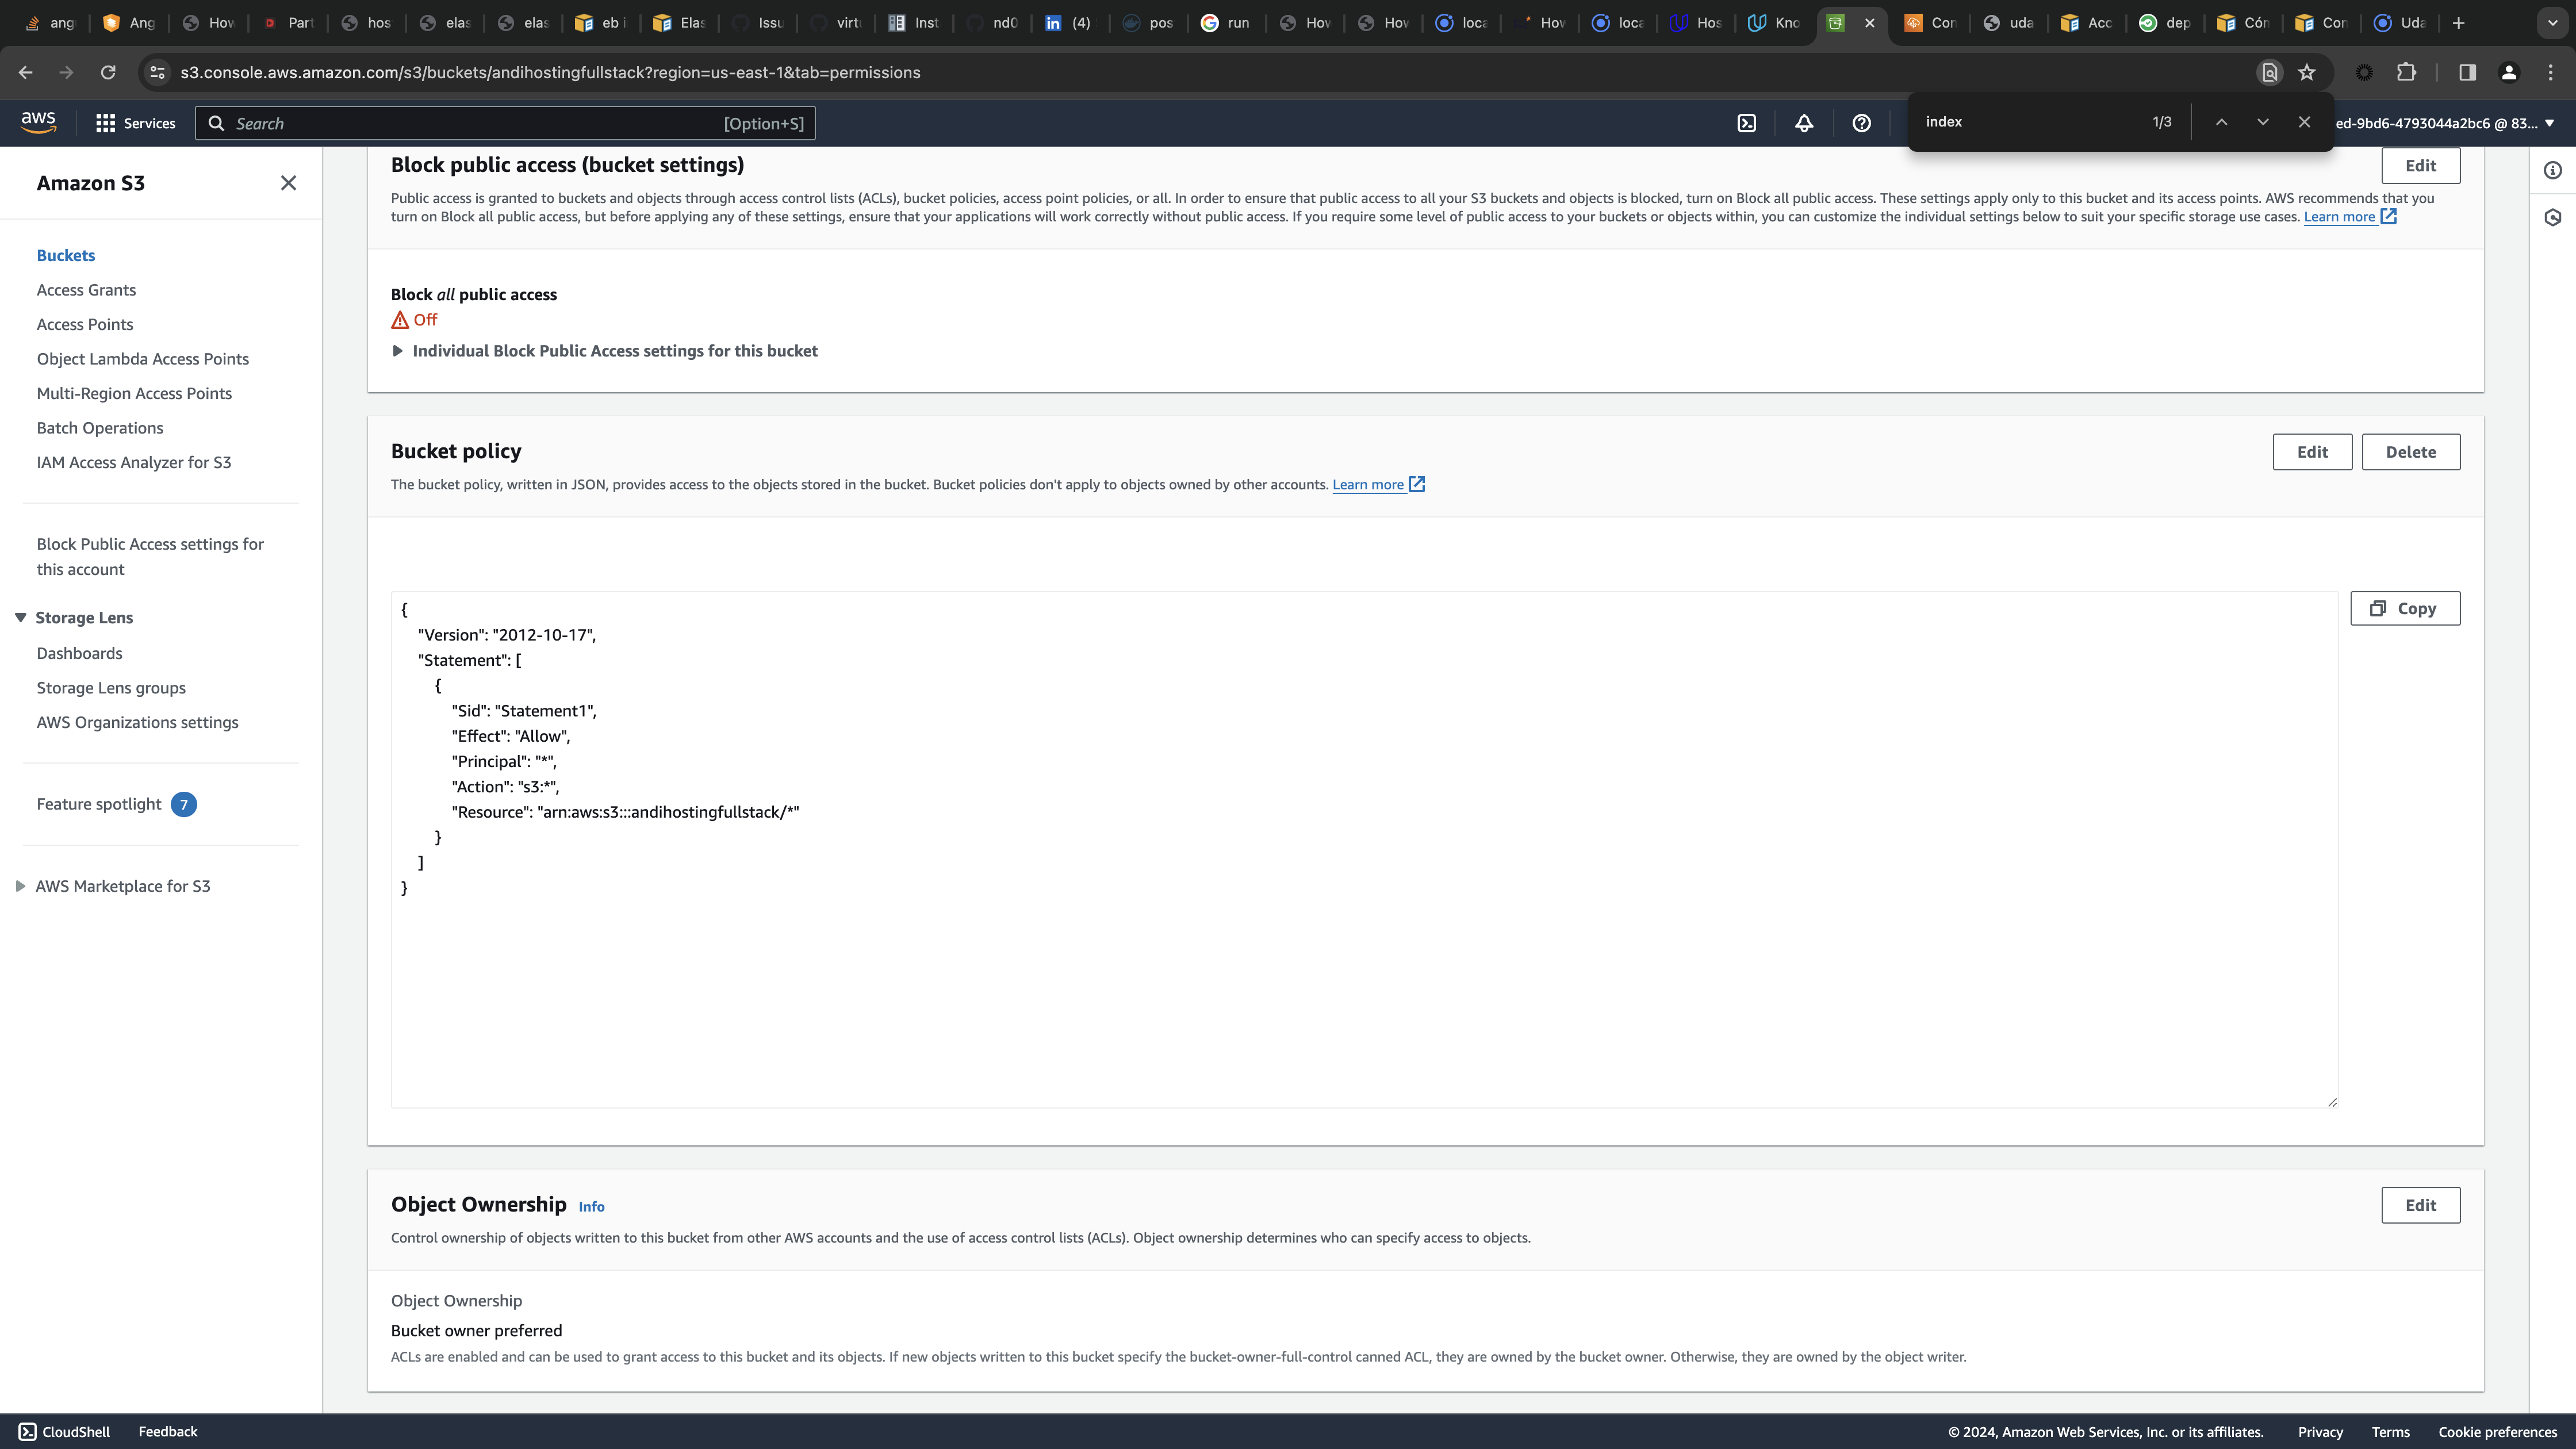 ang
Ang
How
Part
hos
elas
elas
eb i
Elas
Issu
virtu
Inst
nd0
(4)
pos
run
How
How
loca
How
loca
Hos
Kno
Con
uda
Acc
dep
Cón
Con
Uda
s3.console.aws.amazon.com/s3/buckets/andihostingfullstack?region=us-east-1&tab=permissions
aws
Services
Search
[Option+S]
index
1/3
ed-9bd6-4793044a2bc6 @ 83...
Amazon S3
Buckets
Access Grants
Access Points
Object Lambda Access Points
Multi-Region Access Points
Batch Operations
IAM Access Analyzer for S3
Block Public Access settings for
this account
Storage Lens
Dashboards
Storage Lens groups
AWS Organizations settings
Feature spotlight 7
AWS Marketplace for S3
Block public access (bucket settings)
Edit
Public access is granted to buckets and objects through access control lists (ACLs), bucket policies, access point policies, or all. In order to ensure that public access to all your S3 buckets and objects is blocked, turn on Block all public access. These settings apply only to this bucket and its access points. AWS recommends that you
turn on Block all public access, but before applying any of these settings, ensure that your applications will work correctly without public access. If you require some level of public access to your buckets or objects within, you can customize the individual settings below to suit your specific storage use cases. Learn more
Block all public access
Off
Individual Block Public Access settings for this bucket
Bucket policy
Edit
Delete
The bucket policy, written in JSON, provides access to the objects stored in the bucket. Bucket policies don't apply to objects owned by other accounts. Learn more
Copy
{
"Version": "2012-10-17",
"Statement": [
{
"Sid": "Statement1",
"Effect": "Allow",
"Principal": "*",
"Action": "s3:*",
"Resource": "arn:aws:s3:::andihostingfullstack/*"
}
]
}
Object Ownership Info
Edit
Control ownership of objects written to this bucket from other AWS accounts and the use of access control lists (ACLs). Object ownership determines who can specify access to objects.
Object Ownership
Bucket owner preferred
ACLs are enabled and can be used to grant access to this bucket and its objects. If new objects written to this bucket specify the bucket-owner-full-control canned ACL, they are owned by the bucket owner. Otherwise, they are owned by the object writer.
CloudShell
Feedback
© 2024, Amazon Web Services, Inc. or its affiliates.
Privacy
Terms
Cookie preferences